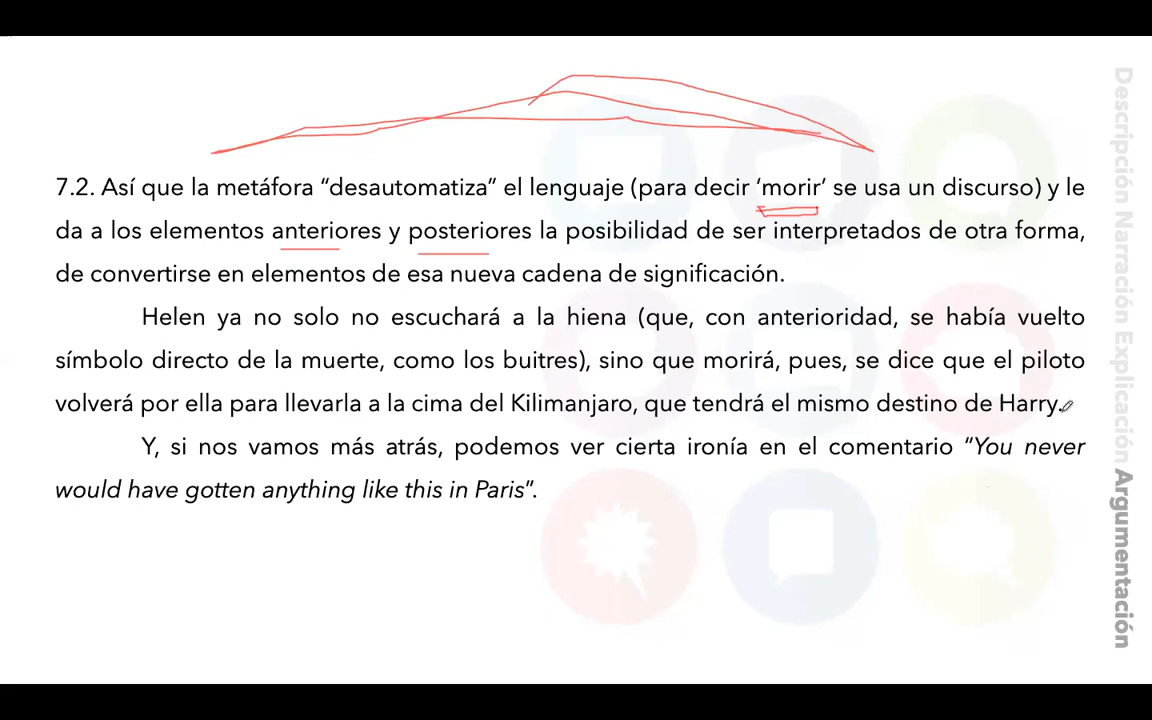 7.2. Así que la metáfora “desautomatiza” el lenguaje (para decir ‘morir’ se usa un discurso) y le
da a los elementos anteriores y posteriores la posibilidad de ser interpretados de otra forma,
de convertirse en elementos de esa nueva cadena de significación.
Helen ya no solo no escuchará a la hiena (que, con anterioridad, se había vuelto
símbolo directo de la muerte, como los buitres), sino que morirá, pues, se dice que el piloto
volverá por ella para llevarla a la cima del Kilimanjaro, que tendrá el mismo destino de Harry.
Y, si nos vamos más atrás, podemos ver cierta ironía en el comentario “You never
would have gotten anything like this in Paris”.
Descripción Narración Explicación Argumentación